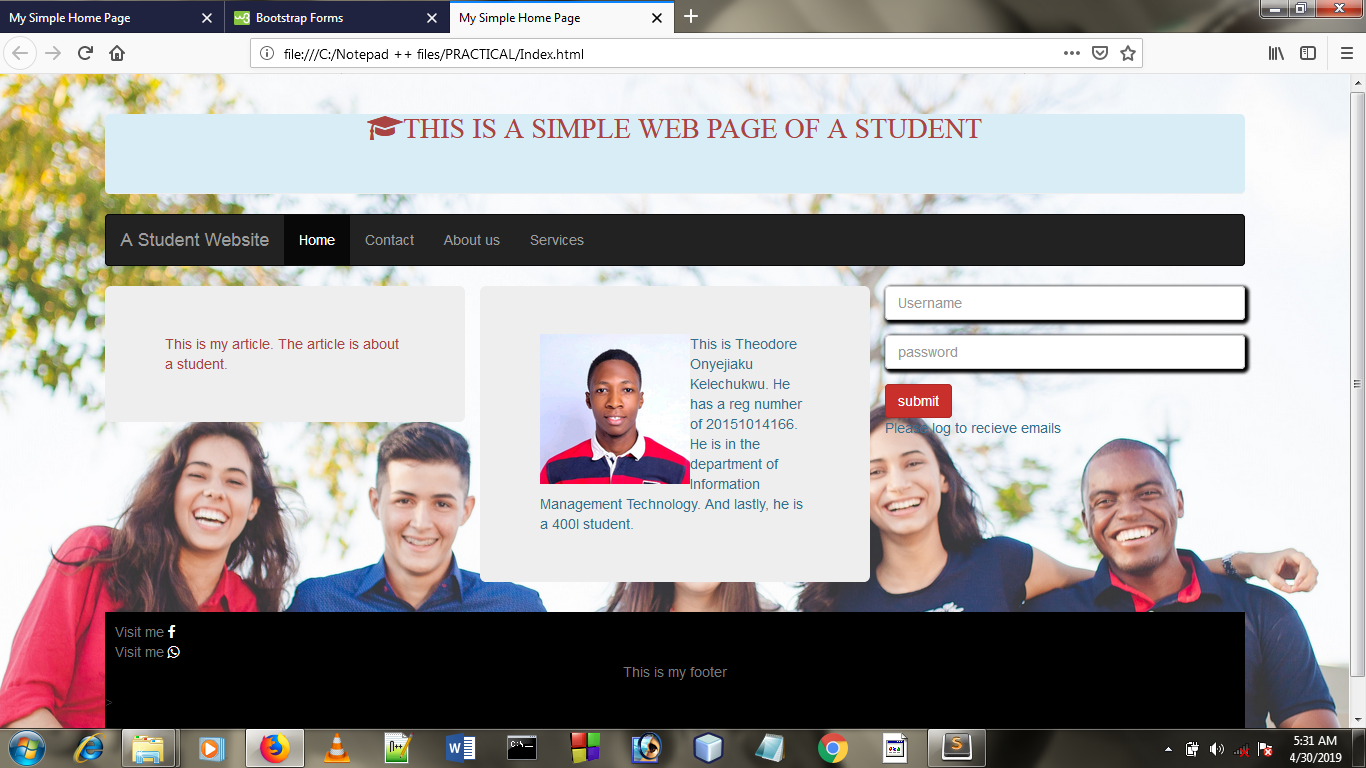 My Simple Home Page
Bootstrap Forms
My Simple Home Page
file:///C:/Notepad ++ files/PRACTICAL/Index.html
THIS IS A SIMPLE WEB PAGE OF A STUDENT
A Student Website
Home
Contact
About us
Services
This is my article. The article is about
a student.
This is Theodore
Onyejiaku
Kelechukwu. He
has a reg numher
of 20151014166.
He is in the
department of
Information
Management Technology. And lastly, he is
a 400l student.
Username
password
submit
Please log to recieve emails
Visit me
Visit me
This is my footer
>
5:31 AM
4/30/2019